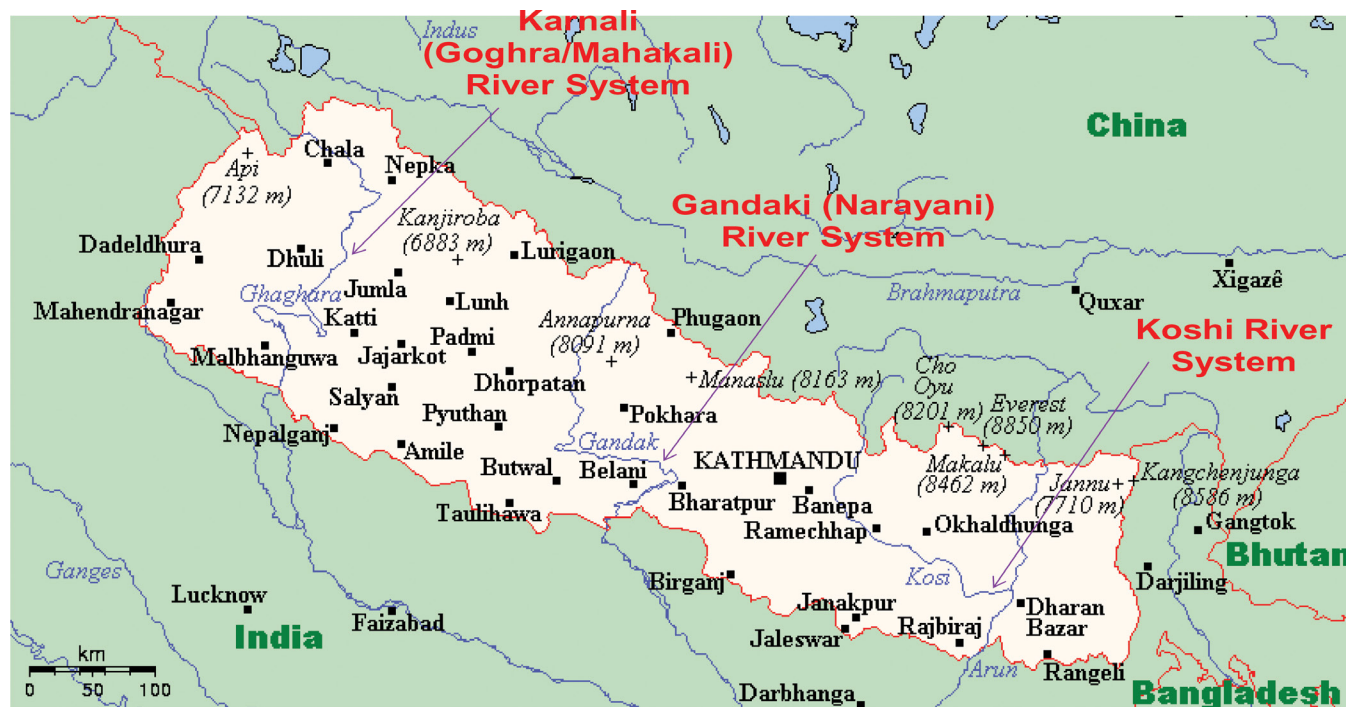 Karnali
(Goghra/Mahakali)
River System
Indus
China
Chala
Nepka
Api
(7132 m)
Kanjiroba
(6883 m)
Gandaki (Narayani)
River System
Dadeldhura
Dhuli
Lurigaon
Xigazê
Jumla
Ghaghara
Lunh
Brahmaputra
Quxar
Mahendranagar
Katti
Padmi
Annapurna
(8091 m)
Phugaon
Koshi River
System
Malbhanguwa
Jajarkot
Dhorpatan
Manaslu (8163 m)
Cho
Oyu
(8201 m)
Everest
(8850 m)
Salyan
Pyuthan
Pokhara
Nepalganj
Amile
Gandak
Butwal
Belani
KATHMANDU
Makalu
(8462 m)
Jannu
(7710 m)
Kangchenjunga
(8586 m)
Taulihawa
Bharatpur
Banepa
Ramechhap
Okhaldhunga
Gangtok
Bhutan
Ganges
Lucknow
Birganj
Kosi
Darjiling
India
Faizabad
Janakpur
Jaleswar
Rajbiraj
Dharan
Bazar
km
0 50 100
Arun
Rangeli
Darbhanga
Bangladesh